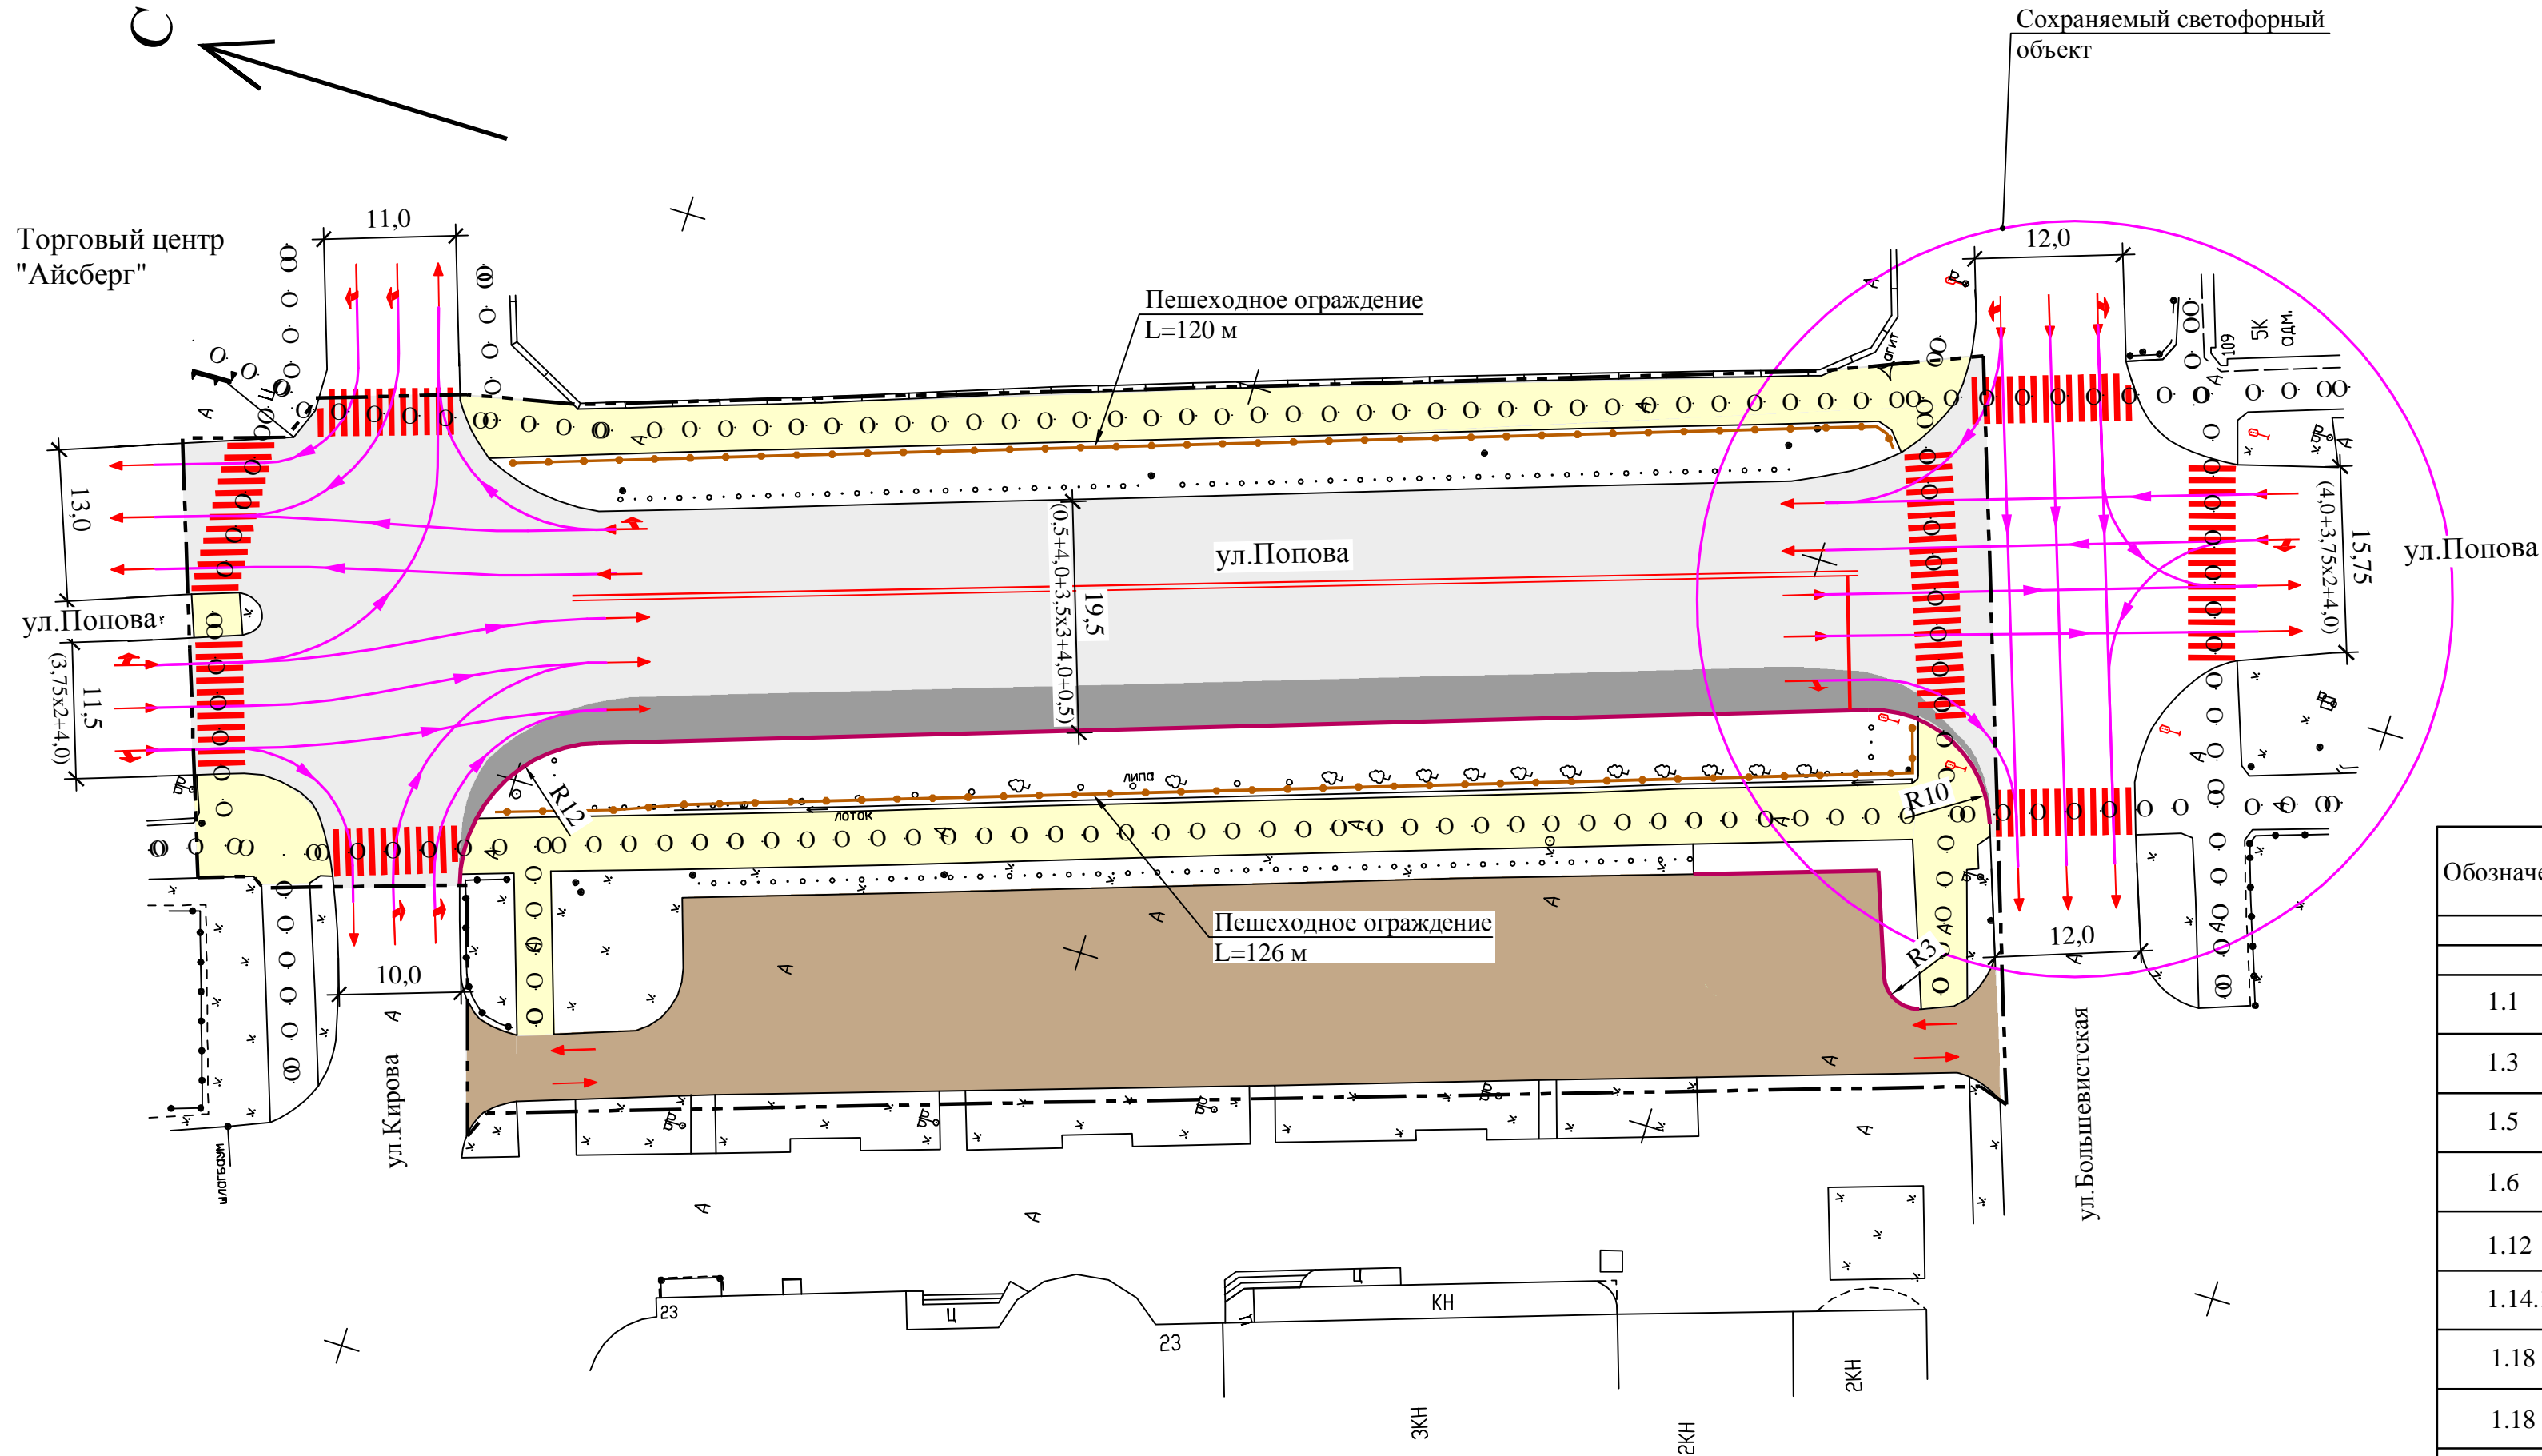 С
Сохраняемый светофорный
объект
Торговый центр
"Айсберг"
11,0
12,0
Пешеходное ограждение
L=120 м
А
А
109
5К
адм.
агит
Ц
А
А
А
А
А
13,0
ул.Попова
(0,5+4,0+3,5х3+4,0+0,5)
19,5
15,75
(4,0+3,75х2+4,0)
ул.Попова
ул.Попова
11,5
(3,75х2+4,0)
липа
лоток
R12
R10
А
А
А
А
А
А
Пешеходное ограждение
L=126 м
R3
10,0
12,0
А
А
А
А
А
А
А
А
А
ул.Кирова
ул.Большевистская
шлагбаум
А
А
А
23
Ц
23
Ц
Ц
КН
3КН
2КН
2КН
Обозначе
1.1
1.3
1.5
1.6
1.12
1.14.
1.18
1.18